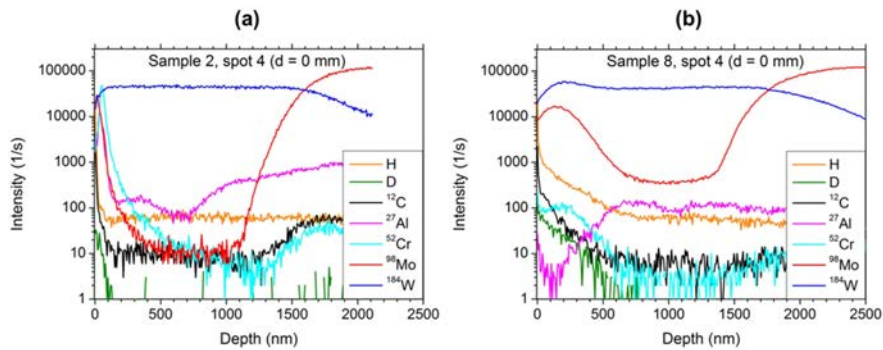 (a)
Sample 2, spot 4 (d = 0 mm)
100000
10000
1000
100
10
1
Intensity (1/s)
H
D
¹²C
²⁷Al
⁵²Cr
⁹⁸Mo
¹⁸⁴W
0
500
1000
1500
2000
2500
Depth (nm)
(b)
Sample 8, spot 4 (d = 0 mm)
100000
10000
1000
100
10
1
Intensity (1/s)
H
D
¹²C
²⁷Al
⁵²Cr
⁹⁸Mo
¹⁸⁴W
0
500
1000
1500
2000
2500
Depth (nm)